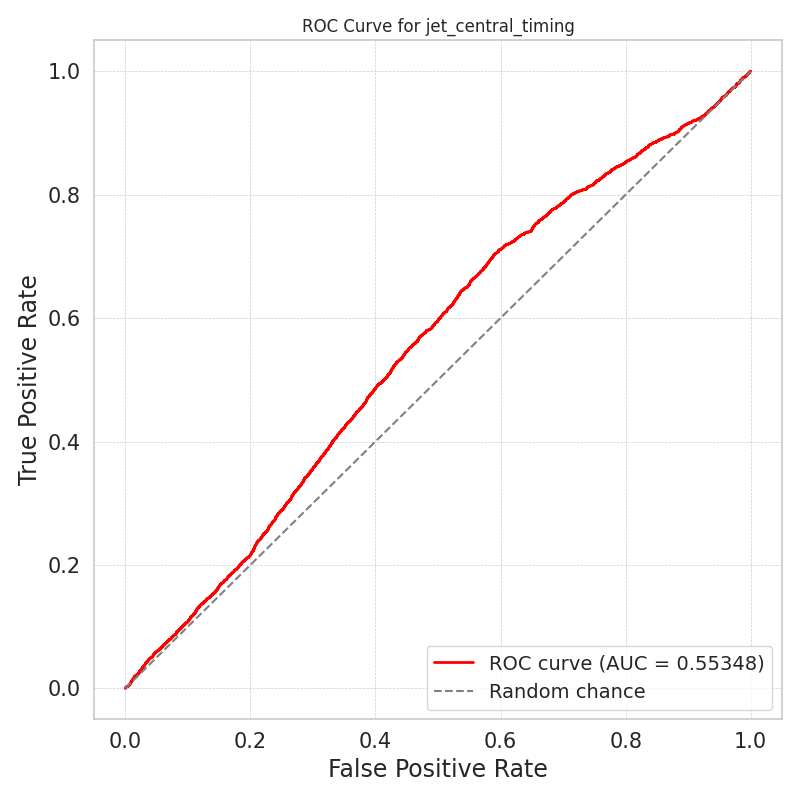 ROC Curve for jet_central_timing
1.0
0.8
0.6
0.4
0.2
0.0
True Positive Rate
ROC curve (AUC = 0.55348)
Random chance
0.0 0.2 0.4 0.6 0.8 1.0
False Positive Rate